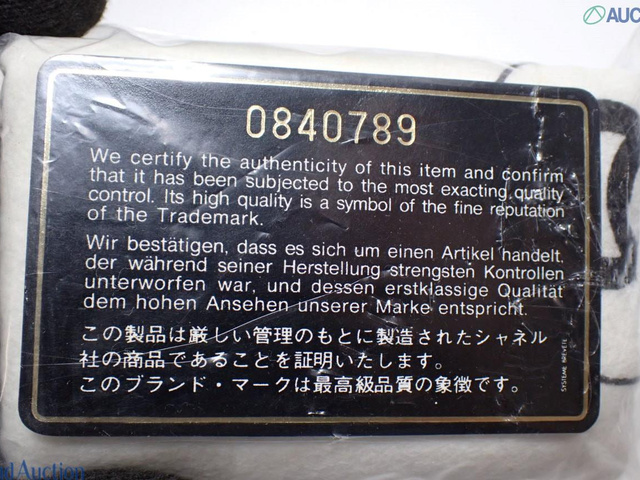 AUC
0840789
We certify the authenticity of this item and confirm
that it has been subjected to the most exacting quality
control. Its high quality is a symbol of the fine reputation
of the Trademark.
Wir bestätigen, dass es sich um einen Artikel handelt,
der während seiner Herstellung strengsten Kontrollen
unterworfen war, und dessen erstklassige Qualität
dem hohen Ansehen unserer Marke entspricht.
この製品は厳しい管理のもとに製造されたシャネル
社の商品であることを証明いたします。
このブランド・マークは最高級品質の象徴です。
SYSTEME BREVETE
d Auction